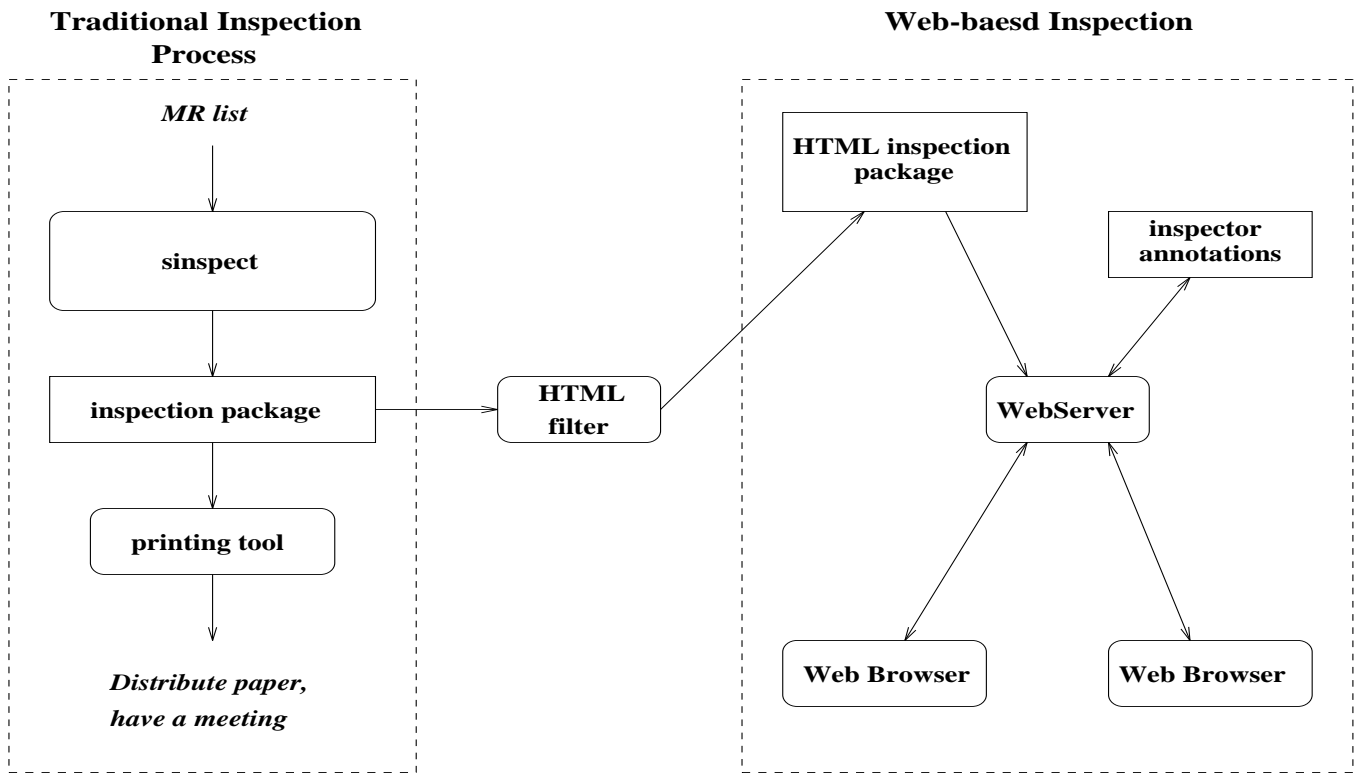 Traditional Inspection
Process
MR list
sinspect
inspection package
printing tool
Distribute paper,
have a meeting
HTML
filter
Web-baesd Inspection
HTML inspection
package
inspector
annotations
WebServer
Web Browser
Web Browser